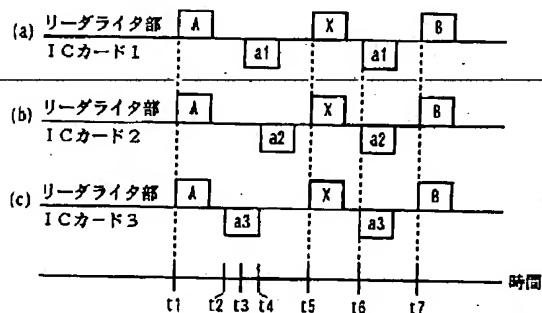 (a) リーダライタ部 A X B
ICカード1 a1 a1
(b) リーダライタ部 A X B
ICカード2 a2 a2
(c) リーダライタ部 A X B
ICカード3 a3 a3
時間
t1 t2 t3 t4 t5 t6 t7